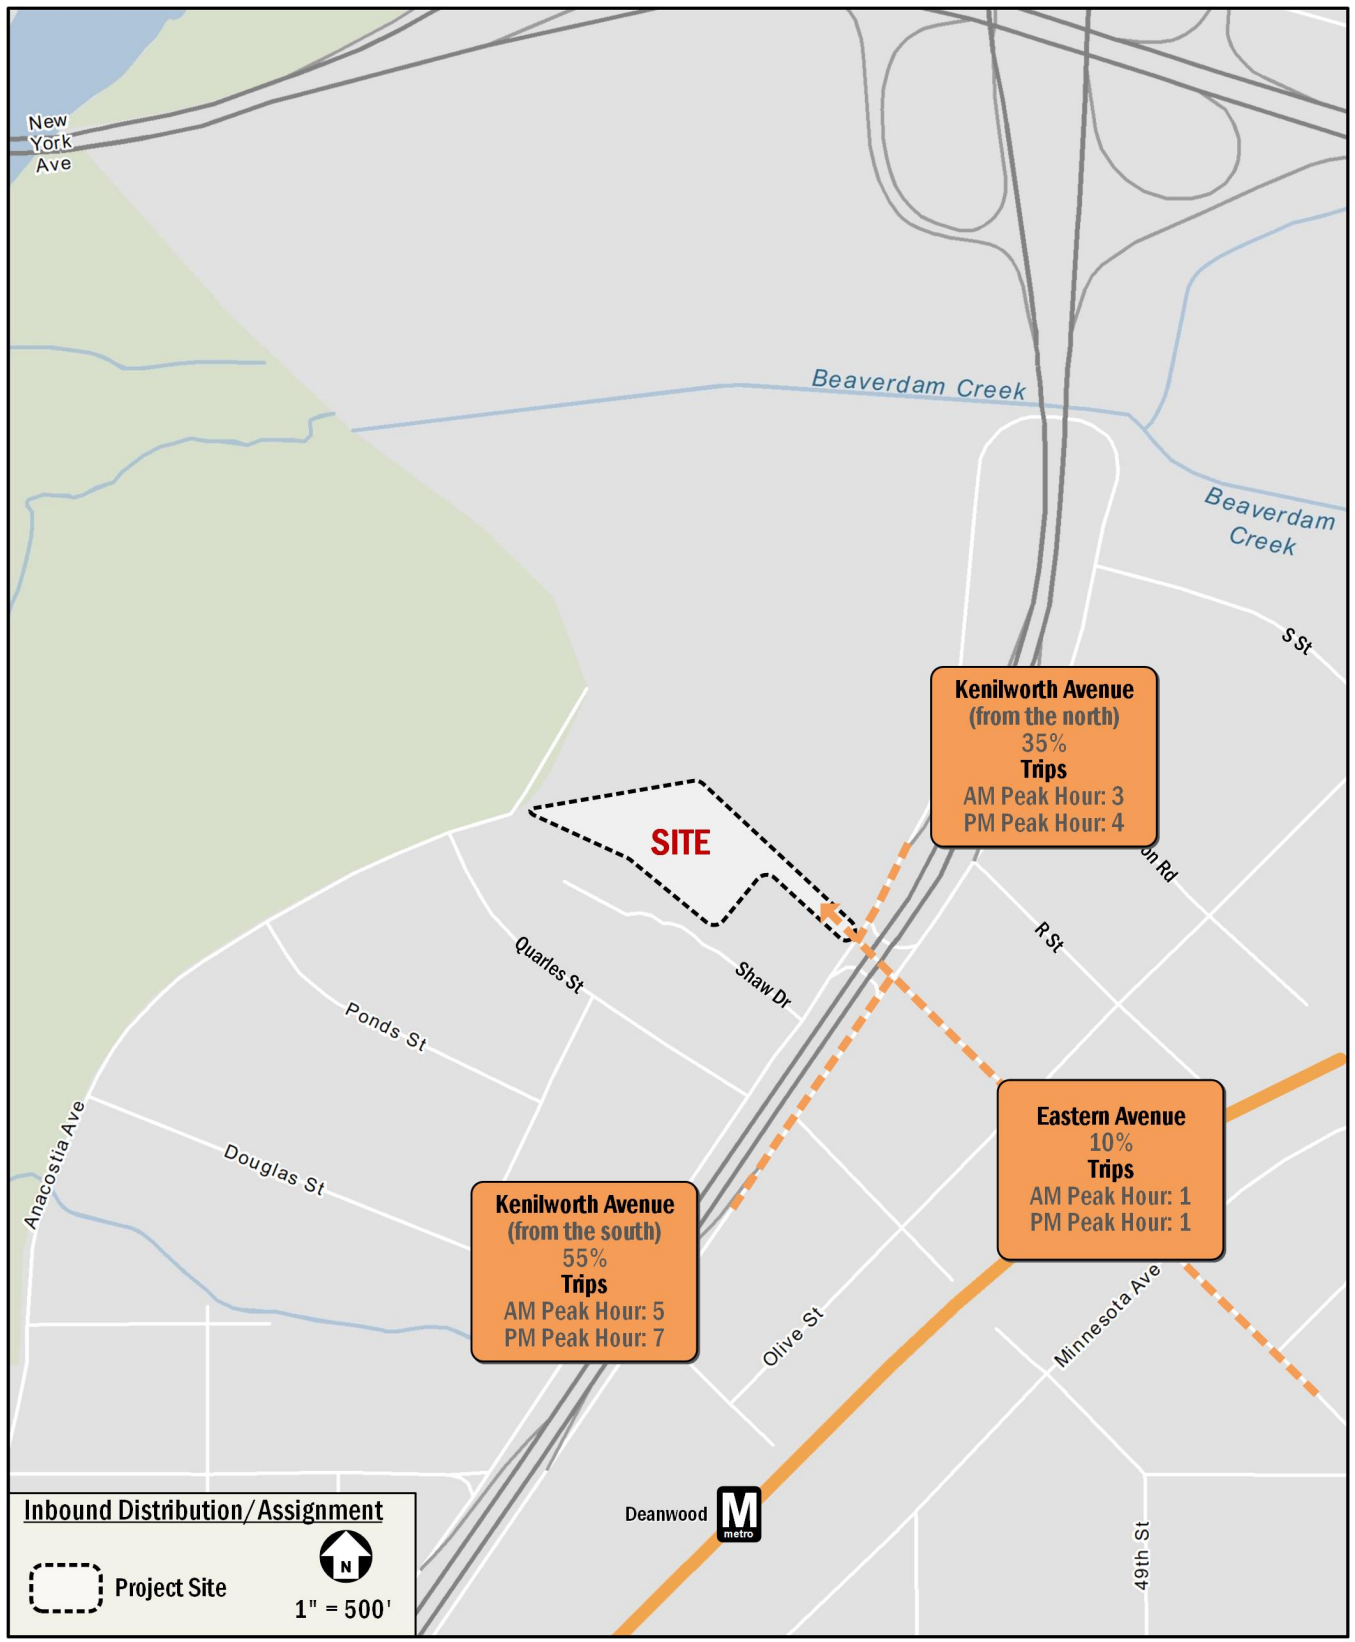 New
York
Ave
Beaverdam Creek
Beaverdam
Creek
S St
Kenilworth Avenue
(from the north)
35%
Trips
AM Peak Hour: 3
PM Peak Hour: 4
on Rd
R St
SITE
Quarles St
Shaw Dr
Ponds St
Anacostia Ave
Douglas St
Eastern Avenue
10%
Trips
AM Peak Hour: 1
PM Peak Hour: 1
Kenilworth Avenue
(from the south)
55%
Trips
AM Peak Hour: 5
PM Peak Hour: 7
Olive St
Minnesota Ave
Deanwood
M
metro
49th St
Inbound Distribution/Assignment
N
Project Site
1" = 500'